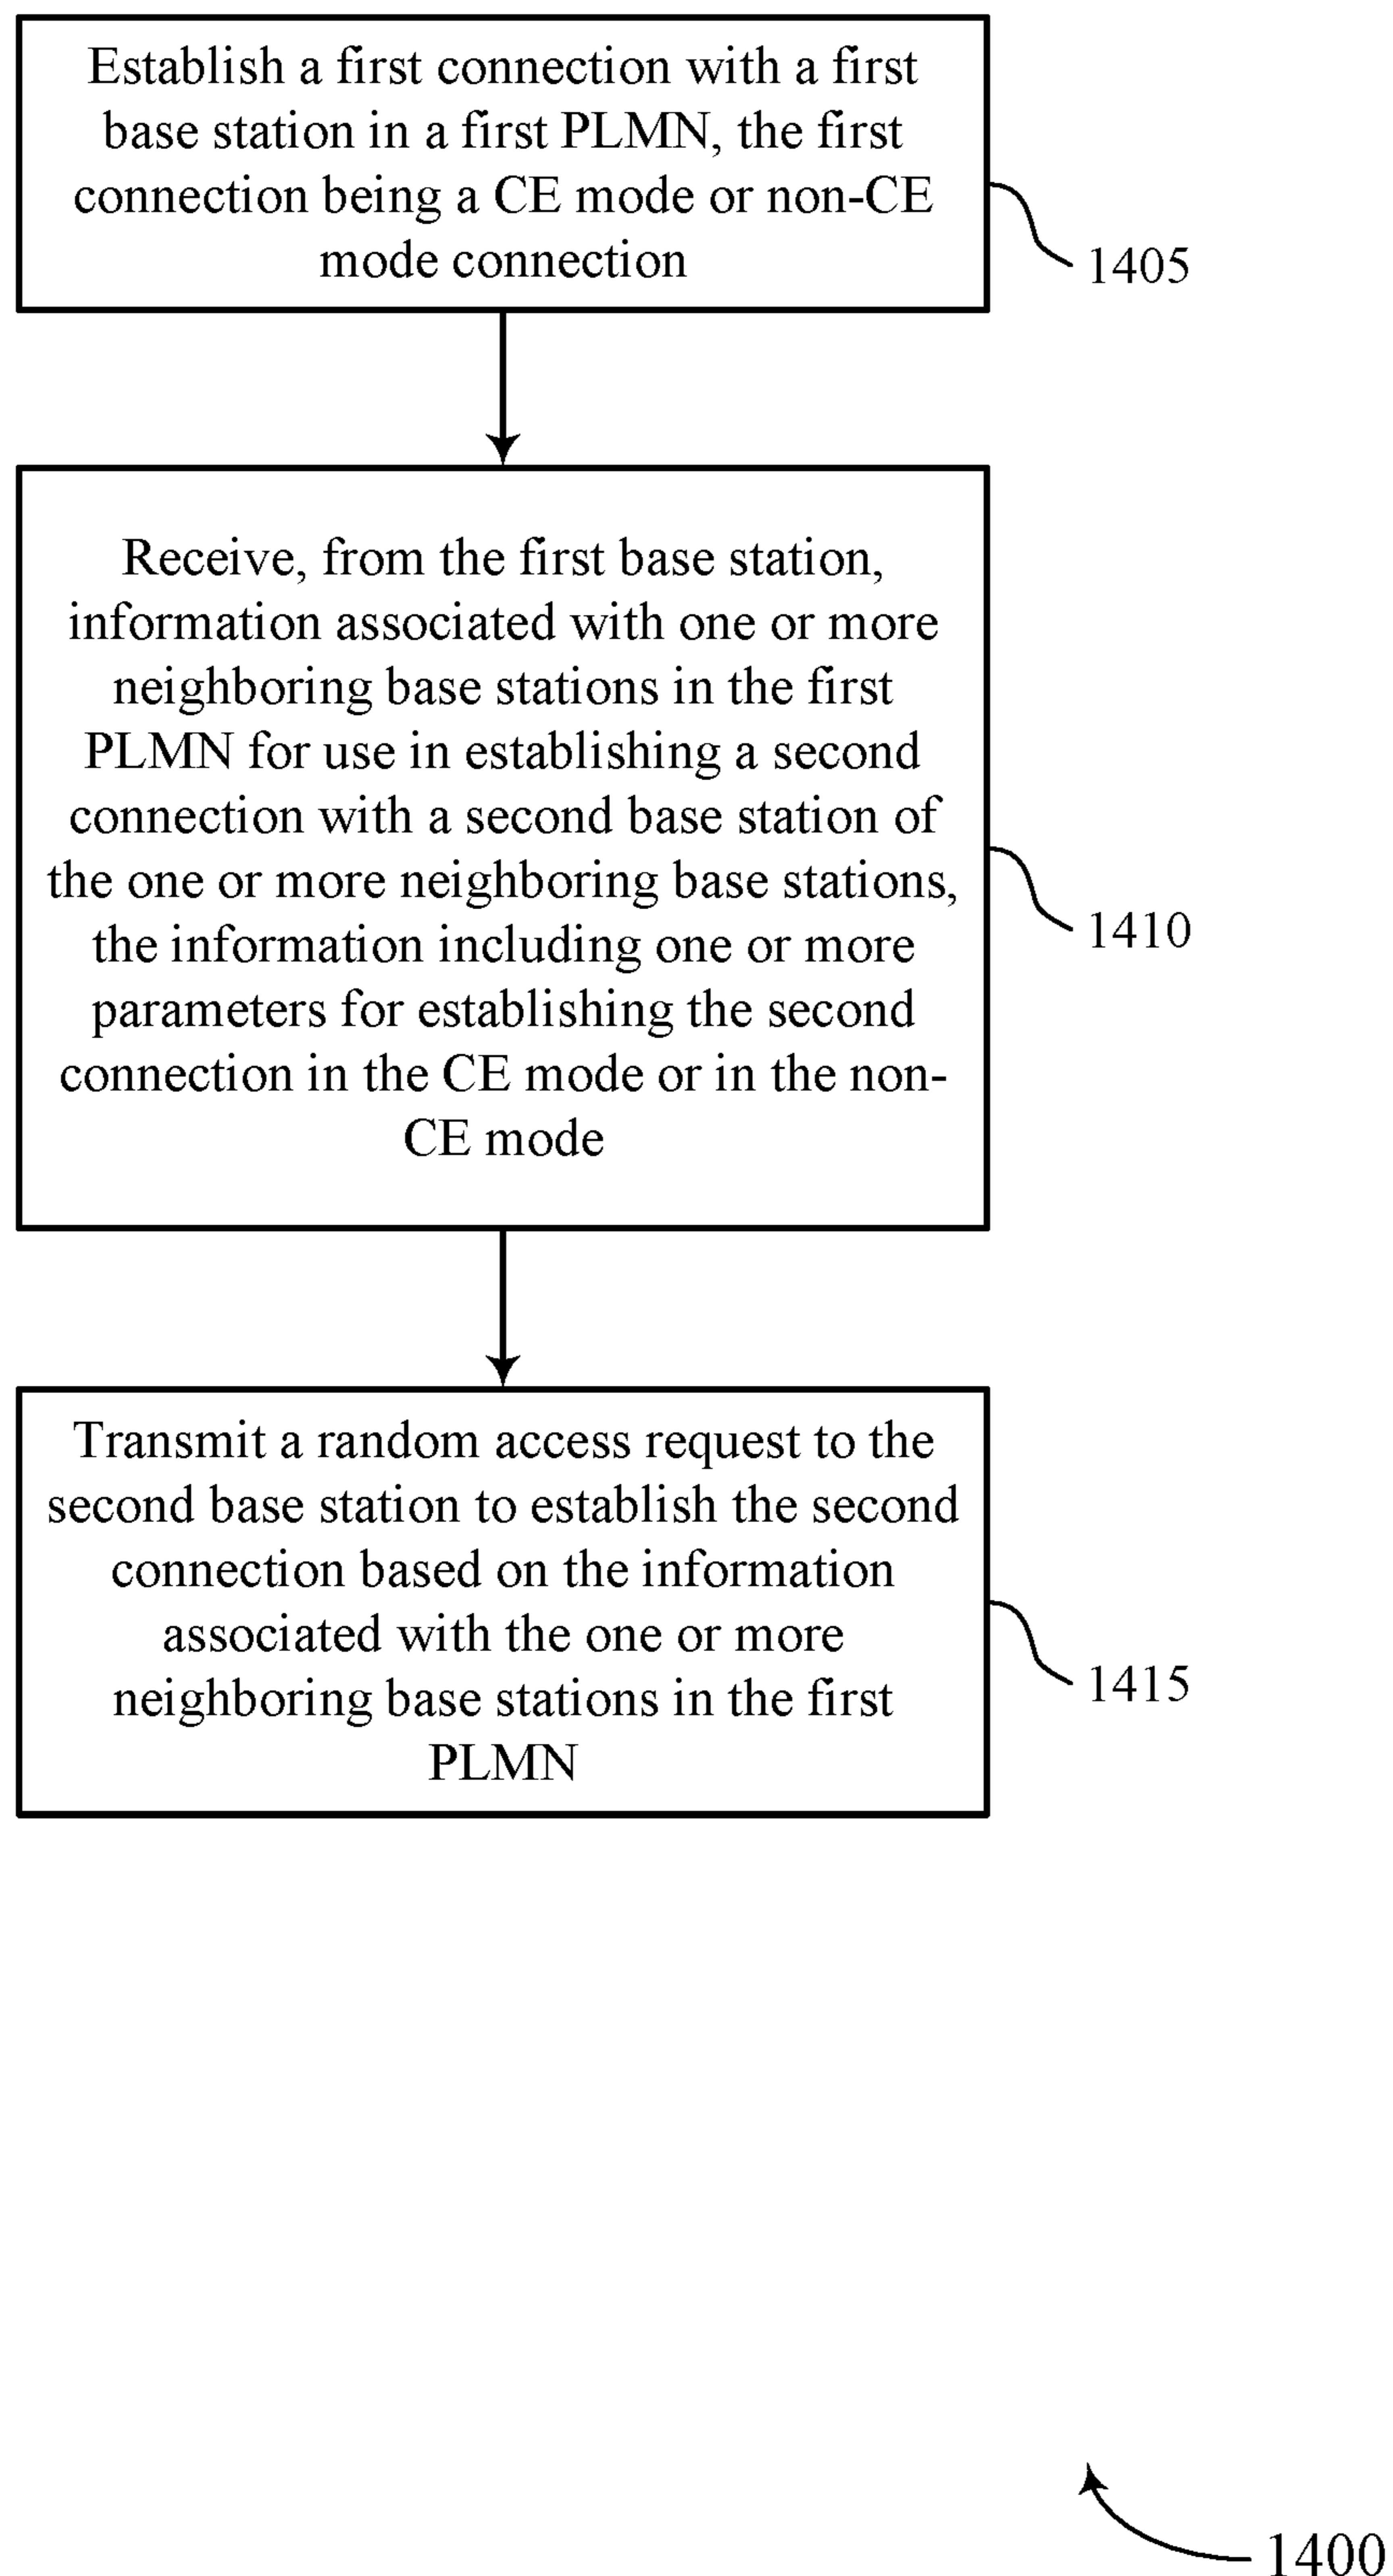 Establish a first connection with a first
base station in a first PLMN, the first
connection being a CE mode or non-CE
mode connection
1405
Receive, from the first base station,
information associated with one or more
neighboring base stations in the first
PLMN for use in establishing a second
connection with a second base station of
the one or more neighboring base stations,
the information including one or more
parameters for establishing the second
connection in the CE mode or in the non-
CE mode
1410
Transmit a random access request to the
second base station to establish the second
connection based on the information
associated with the one or more
neighboring base stations in the first
PLMN
1415
1400